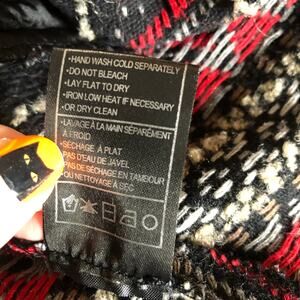 •HAND WASH COLD SEPARATELY
•DO NOT BLEACH
•LAY FLAT TO DRY
•IRON LOW HEAT IF NECESSARY
•OR DRY CLEAN
•LAVAGE À LA MAIN SÉPARÉMENT
À FROID
•SÉCHAGE À PLAT
PAS D'EAU DE JAVEL
•PAS DE SÉCHAGE EN TAMBOUR
OU NETTOYAGE À SEC